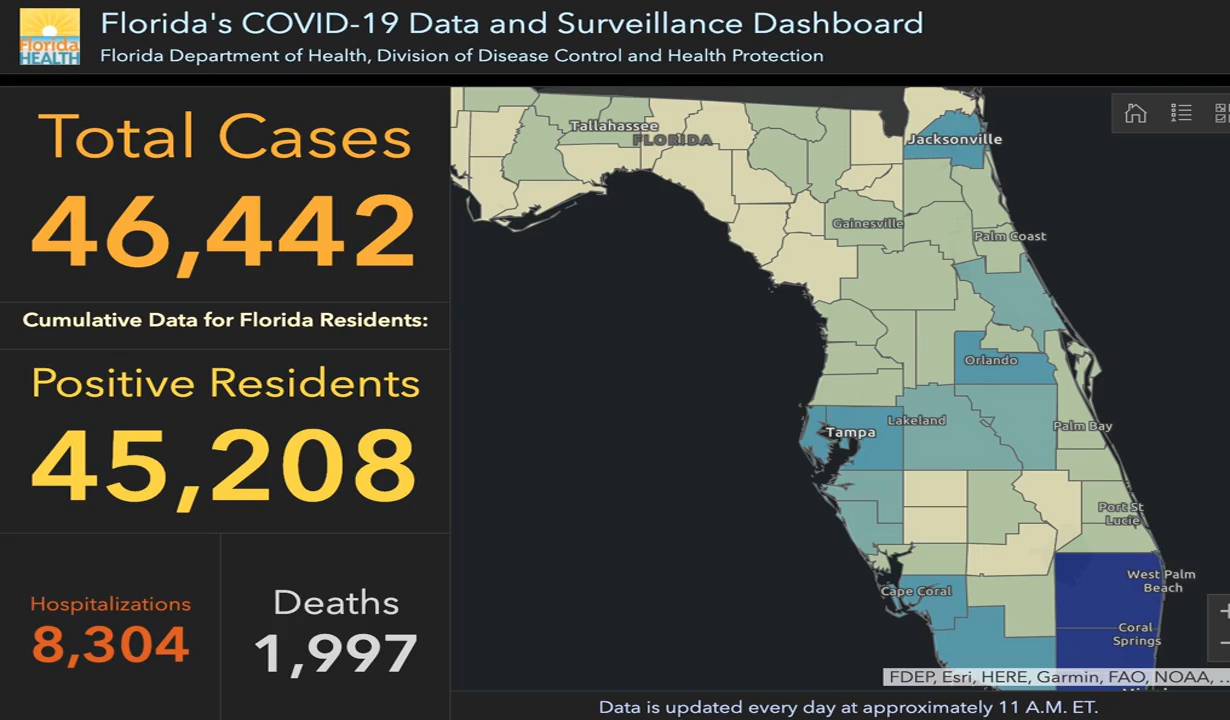 Florida's COVID-19 Data and Surveillance Dashboard
Florida Department of Health, Division of Disease Control and Health Protection
Florida
HEALTH
Total Cases
46,442
Cumulative Data for Florida Residents:
Positive Residents
45,208
Hospitalizations
8,304
Deaths
1,997
Tallahassee
FLORIDA
Jacksonville
Gainesville
Palm Coast
Orlando
Lakeland
Tampa
Palm Bay
Port St
Lucie
West Palm
Beach
Cape Coral
Coral
Springs
FDEP, Esri, HERE, Garmin, FAO, NOAA, ...
Data is updated every day at approximately 11 A.M. ET.